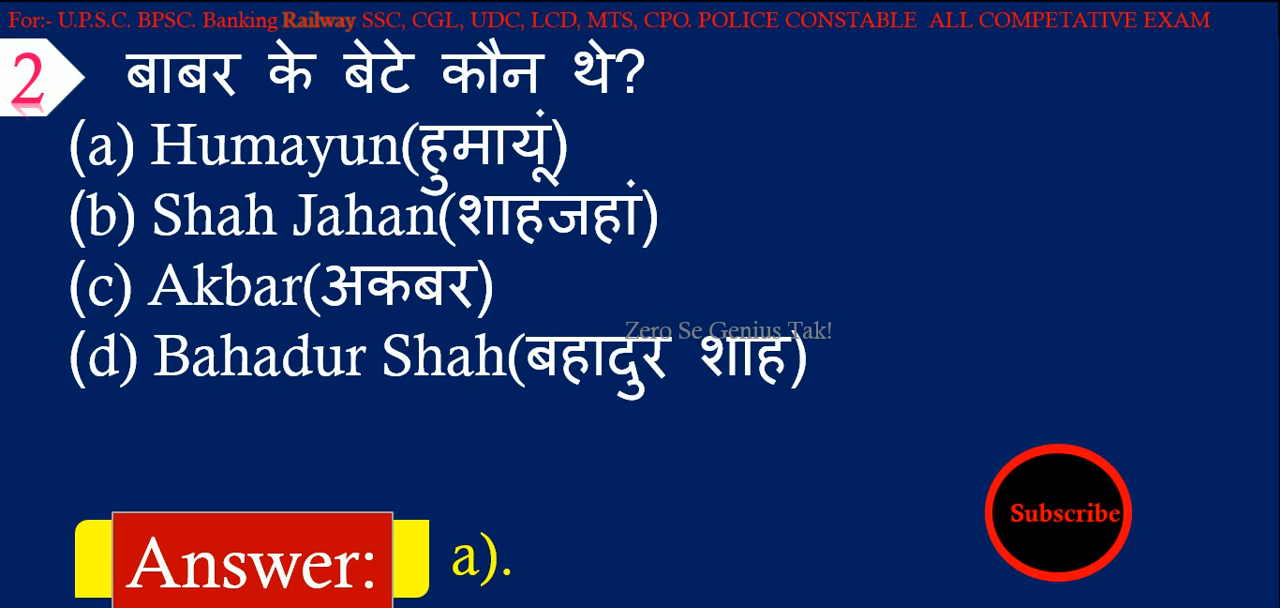 For:- U.P.S.C. BPSC. Banking Railway SSC, CGL, UDC, LCD, MTS, CPO. POLICE CONSTABLE ALL COMPETATIVE EXAM
2 बाबर के बेटे कौन थे?
(a) Humayun(हुमायूं)
(b) Shah Jahan(शाहजहां)
(c) Akbar(अकबर)
Zero Se Genius Tak!
(d) Bahadur Shah(बहादुर शाह)
Subscribe
Answer: a).